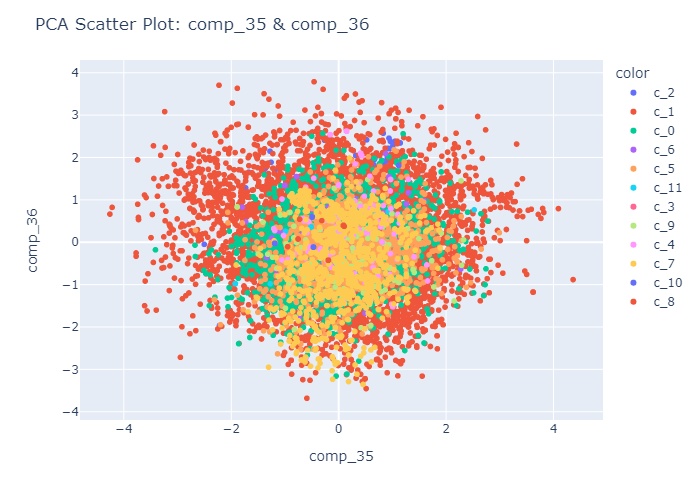 PCA Scatter Plot: comp_35 & comp_36
color
c_2
c_1
c_0
c_6
c_5
c_11
c_3
c_9
c_4
c_7
c_10
c_8
comp_36
4
3
2
1
0
−1
−2
−3
−4
−4 −2 0 2 4
comp_35